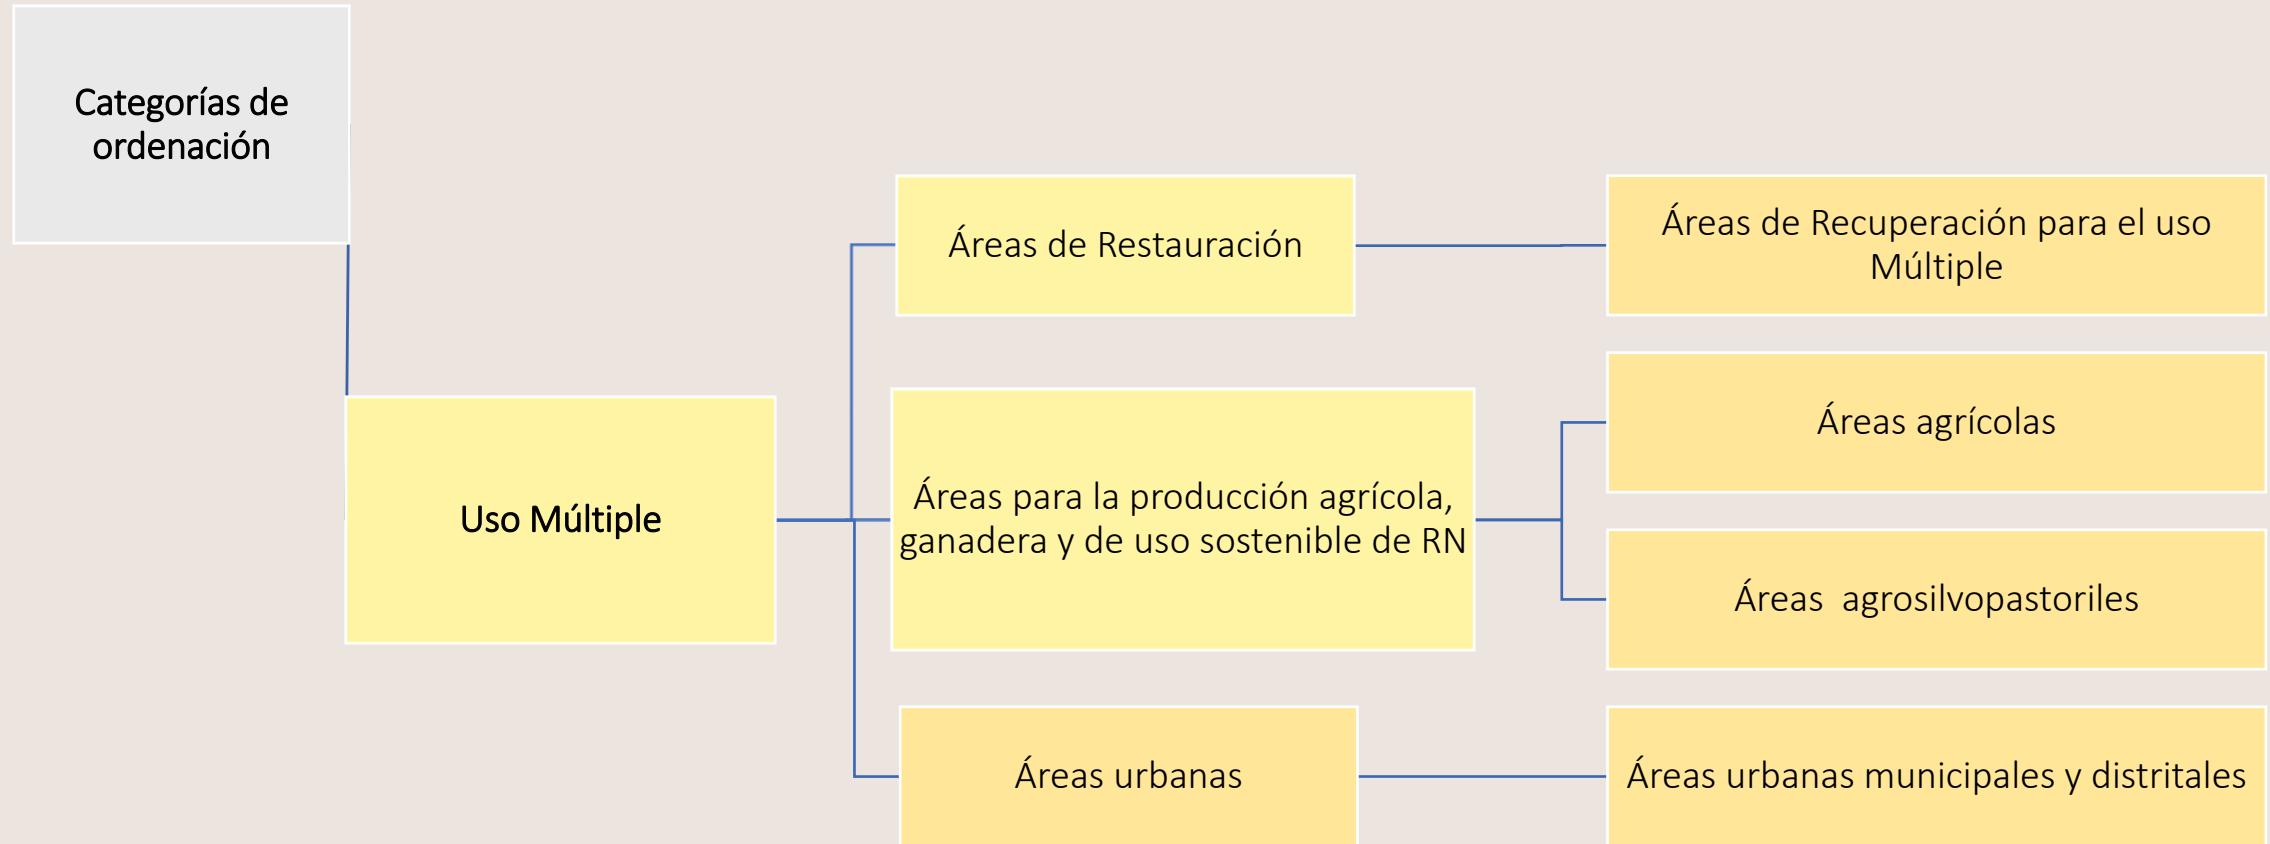 Categorías de
ordenación
Áreas de Restauración
Áreas de Recuperación para el uso
Múltiple
Uso Múltiple
Áreas para la producción agrícola,
ganadera y de uso sostenible de RN
Áreas agrícolas
Áreas  agrosilvopastoriles
Áreas urbanas
Áreas urbanas municipales y distritales